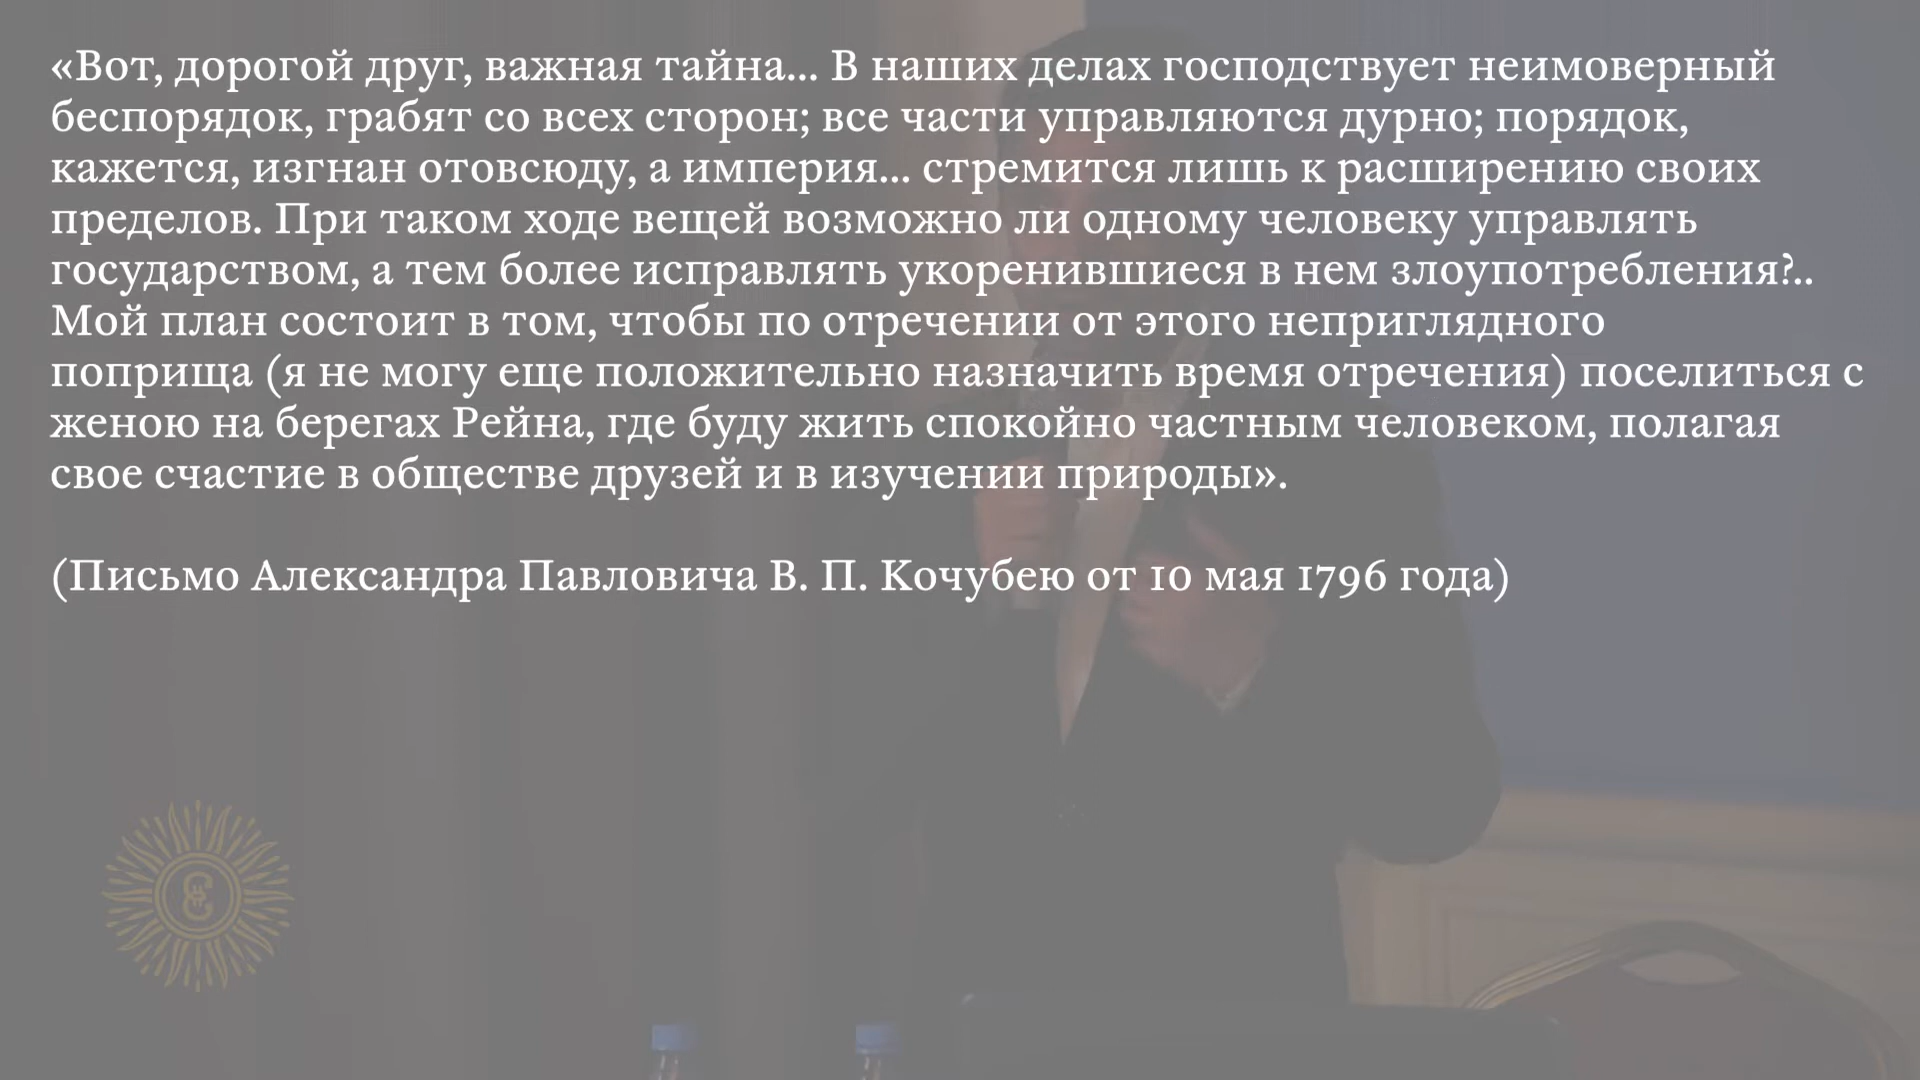 «Вот, дорогой друг, важная тайна... В наших делах господствует неимоверный
беспорядок, грабят со всех сторон; все части управляются дурно; порядок,
кажется, изгнан отовсюду, а империя... стремится лишь к расширению своих
пределов. При таком ходе вещей возможно ли одному человеку управлять
государством, а тем более исправлять укоренившиеся в нем злоупотребления?..
Мой план состоит в том, чтобы по отречении от этого неприглядного
поприща (я не могу еще положительно назначить время отречения) поселиться с
женою на берегах Рейна, где буду жить спокойно частным человеком, полагая
свое счастие в обществе друзей и в изучении природы».
(Письмо Александра Павловича В. П. Кочубею от 10 мая 1796 года)